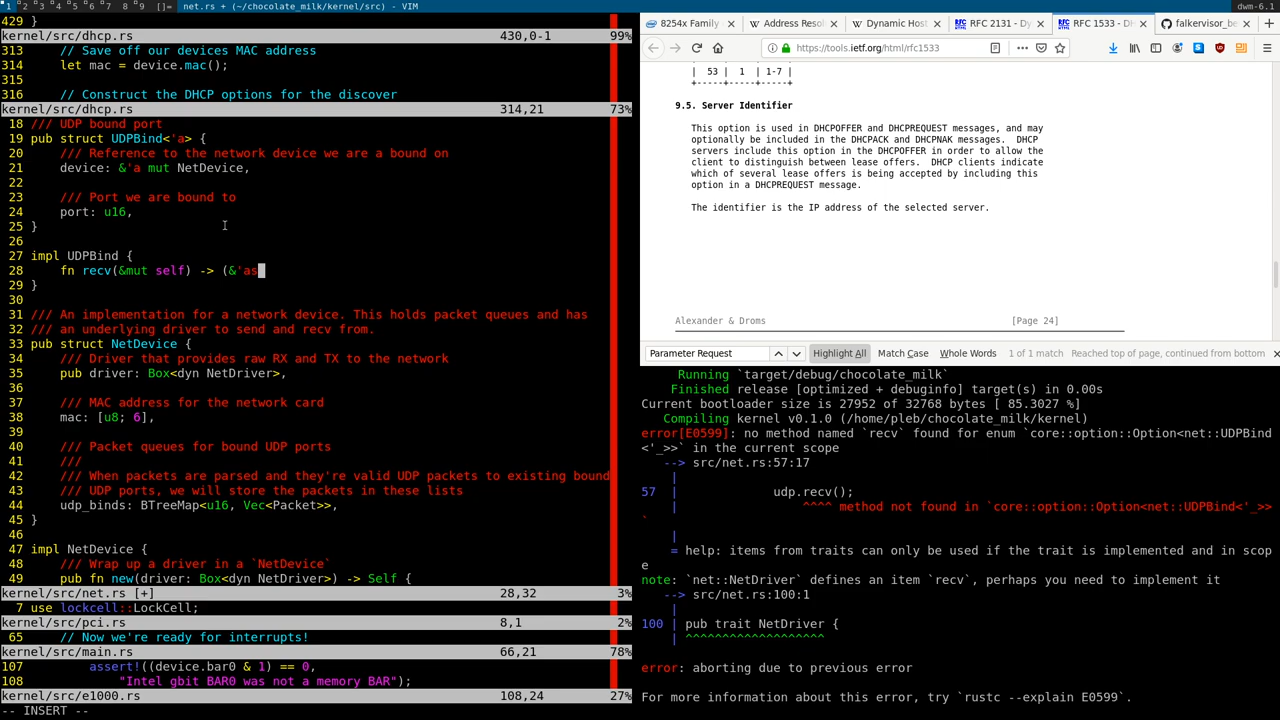 1 2 3 4 5 6 7 8 9 []= net.rs + (~/chocolate_milk/kernel/src) - VIM dwm-6.1
429 }
kernel/src/dhcp.rs 430,0-1 99%
313     // Save off our devices MAC address
314     let mac = device.mac();
315
316     // Construct the DHCP options for the discover
kernel/src/dhcp.rs 314,21 73%
18 /// UDP bound port
19 pub struct UDPBind<'a> {
20     /// Reference to the network device we are a bound on
21     device: &'a mut NetDevice,
22
23     /// Port we are bound to
24     port: u16,
25 }
26
27 impl UDPBind {
28     fn recv(&mut self) -> (&'as
29 }
30
31 /// An implementation for a network device. This holds packet queues and has
32 /// an underlying driver to send and recv from.
33 pub struct NetDevice {
34     /// Driver that provides raw RX and TX to the network
35     pub driver: Box<dyn NetDriver>,
36
37     /// MAC address for the network card
38     mac: [u8; 6],
39
40     /// Packet queues for bound UDP ports
41     ///
42     /// When packets are parsed and they're valid UDP packets to existing bound
43     /// UDP ports, we will store the packets in these lists
44     udp_binds: BTreeMap<u16, Vec<Packet>>,
45 }
46
47 impl NetDevice {
48     /// Wrap up a driver in a `NetDevice`
49     pub fn new(driver: Box<dyn NetDriver>) -> Self {
kernel/src/net.rs [+] 28,32 3%
7 use lockcell::LockCell;
kernel/src/pci.rs 8,1 2%
65     // Now we're ready for interrupts!
kernel/src/main.rs 66,21 78%
107         assert!((device.bar0 & 1) == 0,
108             "Intel gbit BAR0 was not a memory BAR");
kernel/src/e1000.rs 108,24 27%
-- INSERT --
8254x Family Address Resol Dynamic Host RFC 2131 - Dy RFC 1533 - DH falkervisor_be
https://tools.ietf.org/html/rfc1533
| 53 | 1 | 1-7 |
+-----+-----+-----+
9.5. Server Identifier
This option is used in DHCPOFFER and DHCPREQUEST messages, and may
optionally be included in the DHCPACK and DHCPNAK messages.  DHCP
servers include this option in the DHCPOFFER in order to allow the
client to distinguish between lease offers.  DHCP clients indicate
which of several lease offers is being accepted by including this
option in a DHCPREQUEST message.
The identifier is the IP address of the selected server.
Alexander & Droms [Page 24]
Parameter Request Highlight All Match Case Whole Words 1 of 1 match Reached top of page, continued from bottom
Running `target/debug/chocolate_milk`
Finished release [optimized + debuginfo] target(s) in 0.00s
Current bootloader size is 27952 of 32768 bytes [ 85.3027 %]
Compiling kernel v0.1.0 (/home/pleb/chocolate_milk/kernel)
error[E0599]: no method named `recv` found for enum `core::option::Option<net::UDPBind
<'_>>` in the current scope
--> src/net.rs:57:17
|
57 |             udp.recv();
|                 ^^^^ method not found in `core::option::Option<net::UDPBind<'_>>
`
|
= help: items from traits can only be used if the trait is implemented and in scop
e
note: `net::NetDriver` defines an item `recv`, perhaps you need to implement it
--> src/net.rs:100:1
|
100 | pub trait NetDriver {
| ^^^^^^^^^^^^^^^^^^^
error: aborting due to previous error
For more information about this error, try `rustc --explain E0599`.